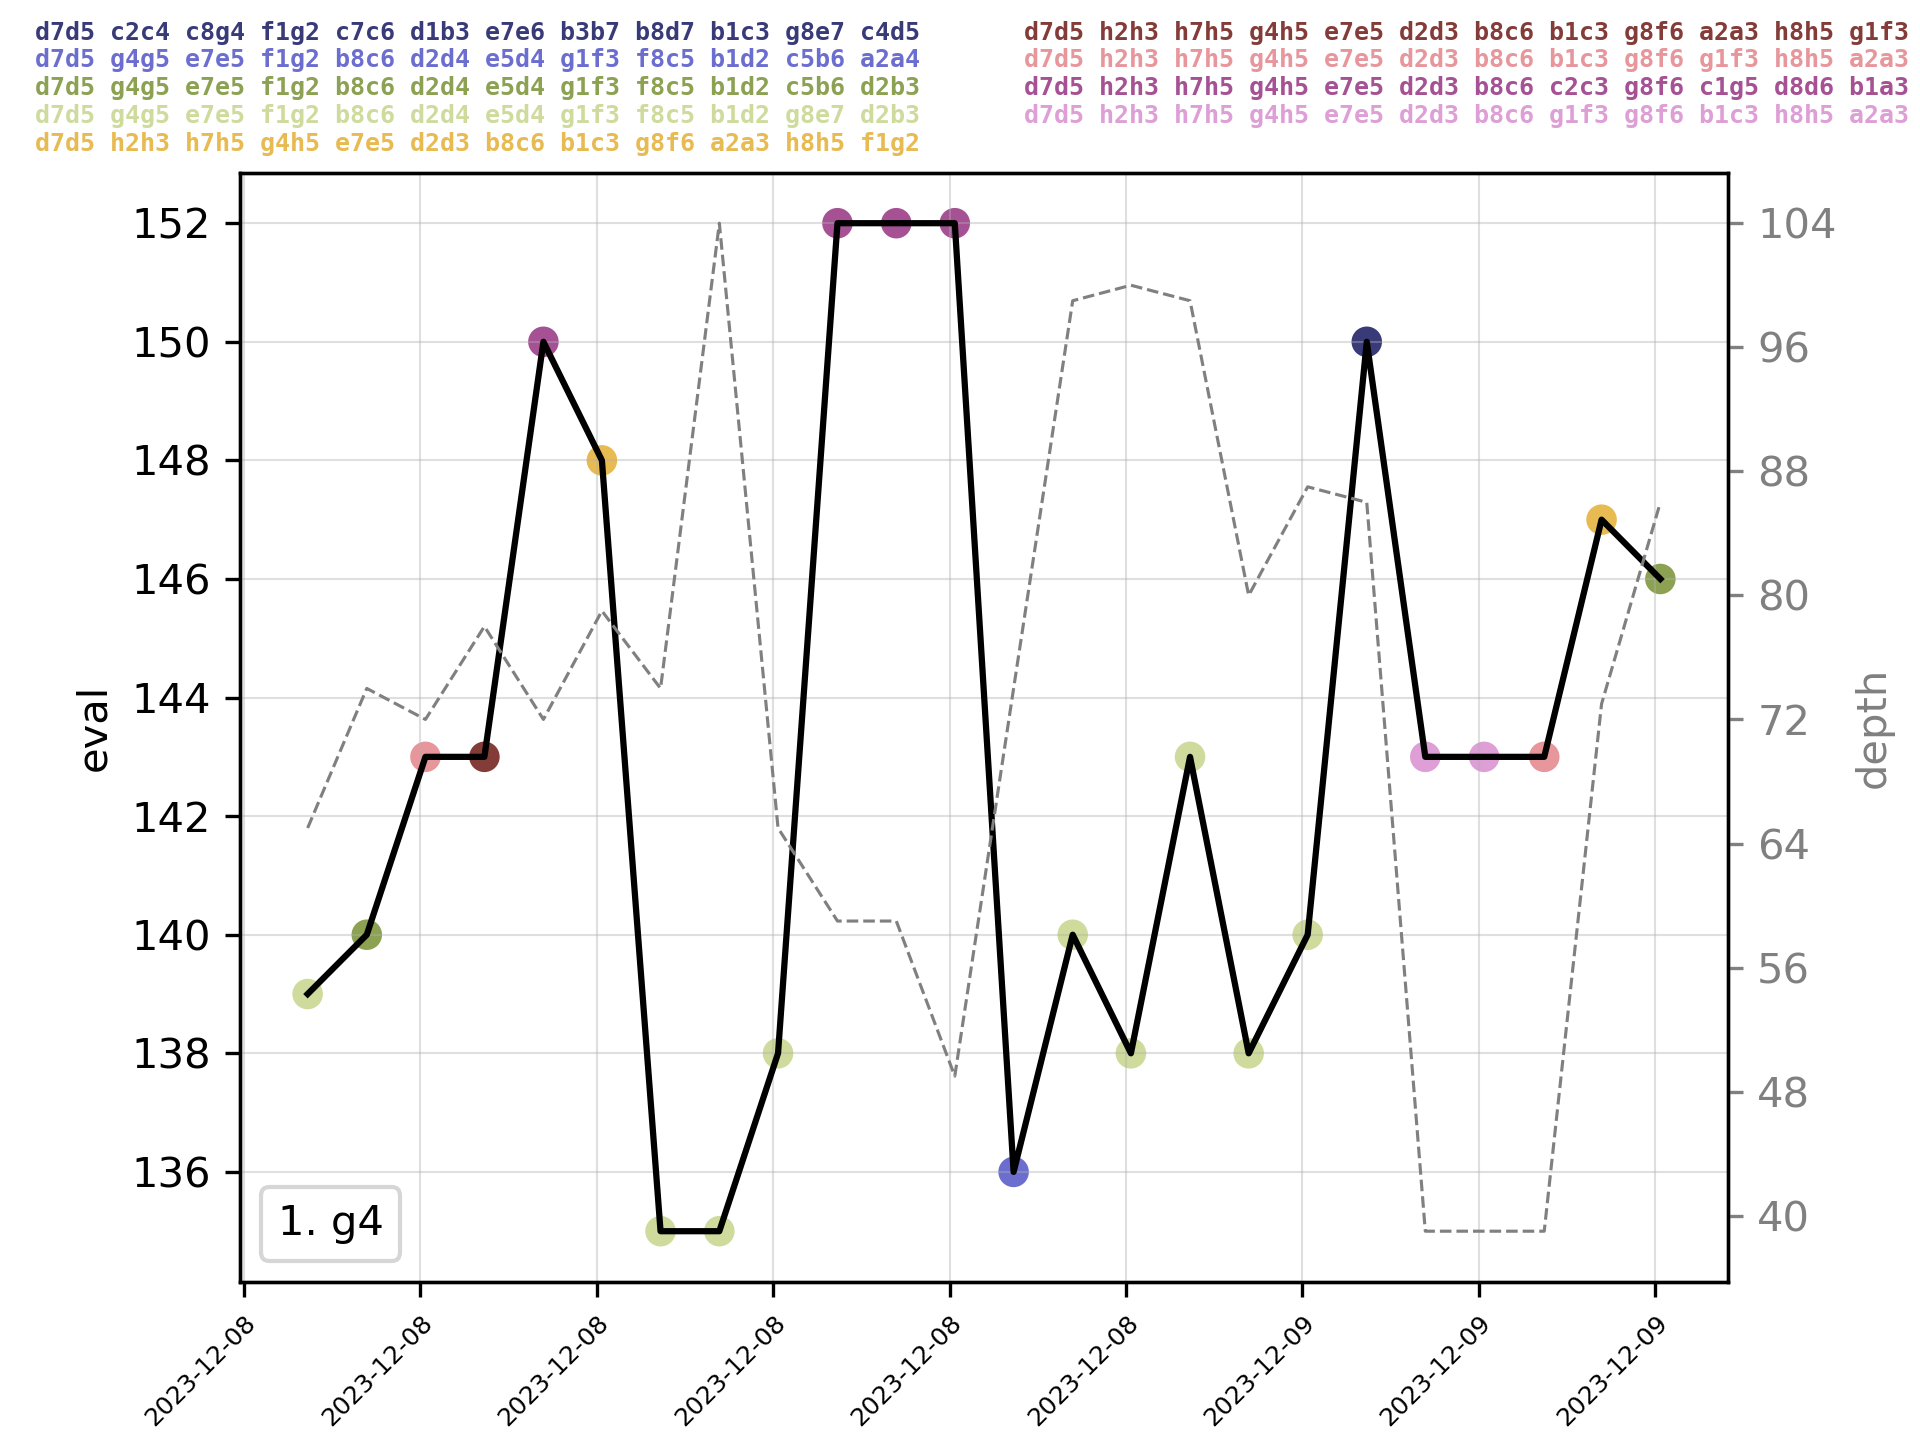 d7d5 c2c4 c8g4 f1g2 c7c6 d1b3 e7e6 b3b7 b8d7 b1c3 g8e7 c4d5
d7d5 g4g5 e7e5 f1g2 b8c6 d2d4 e5d4 g1f3 f8c5 b1d2 c5b6 a2a4
d7d5 g4g5 e7e5 f1g2 b8c6 d2d4 e5d4 g1f3 f8c5 b1d2 c5b6 d2b3
d7d5 g4g5 e7e5 f1g2 b8c6 d2d4 e5d4 g1f3 f8c5 b1d2 g8e7 d2b3
d7d5 h2h3 h7h5 g4h5 e7e5 d2d3 b8c6 b1c3 g8f6 a2a3 h8h5 f1g2
d7d5 h2h3 h7h5 g4h5 e7e5 d2d3 b8c6 b1c3 g8f6 a2a3 h8h5 g1f3
d7d5 h2h3 h7h5 g4h5 e7e5 d2d3 b8c6 b1c3 g8f6 g1f3 h8h5 a2a3
d7d5 h2h3 h7h5 g4h5 e7e5 d2d3 b8c6 c2c3 g8f6 c1g5 d8d6 b1a3
d7d5 h2h3 h7h5 g4h5 e7e5 d2d3 b8c6 g1f3 g8f6 b1c3 h8h5 a2a3
152
150
148
146
144
142
140
138
136
eval
104
96
88
80
72
64
56
48
40
depth
1. g4
2023-12-08
2023-12-08
2023-12-08
2023-12-08
2023-12-08
2023-12-08
2023-12-09
2023-12-09
2023-12-09